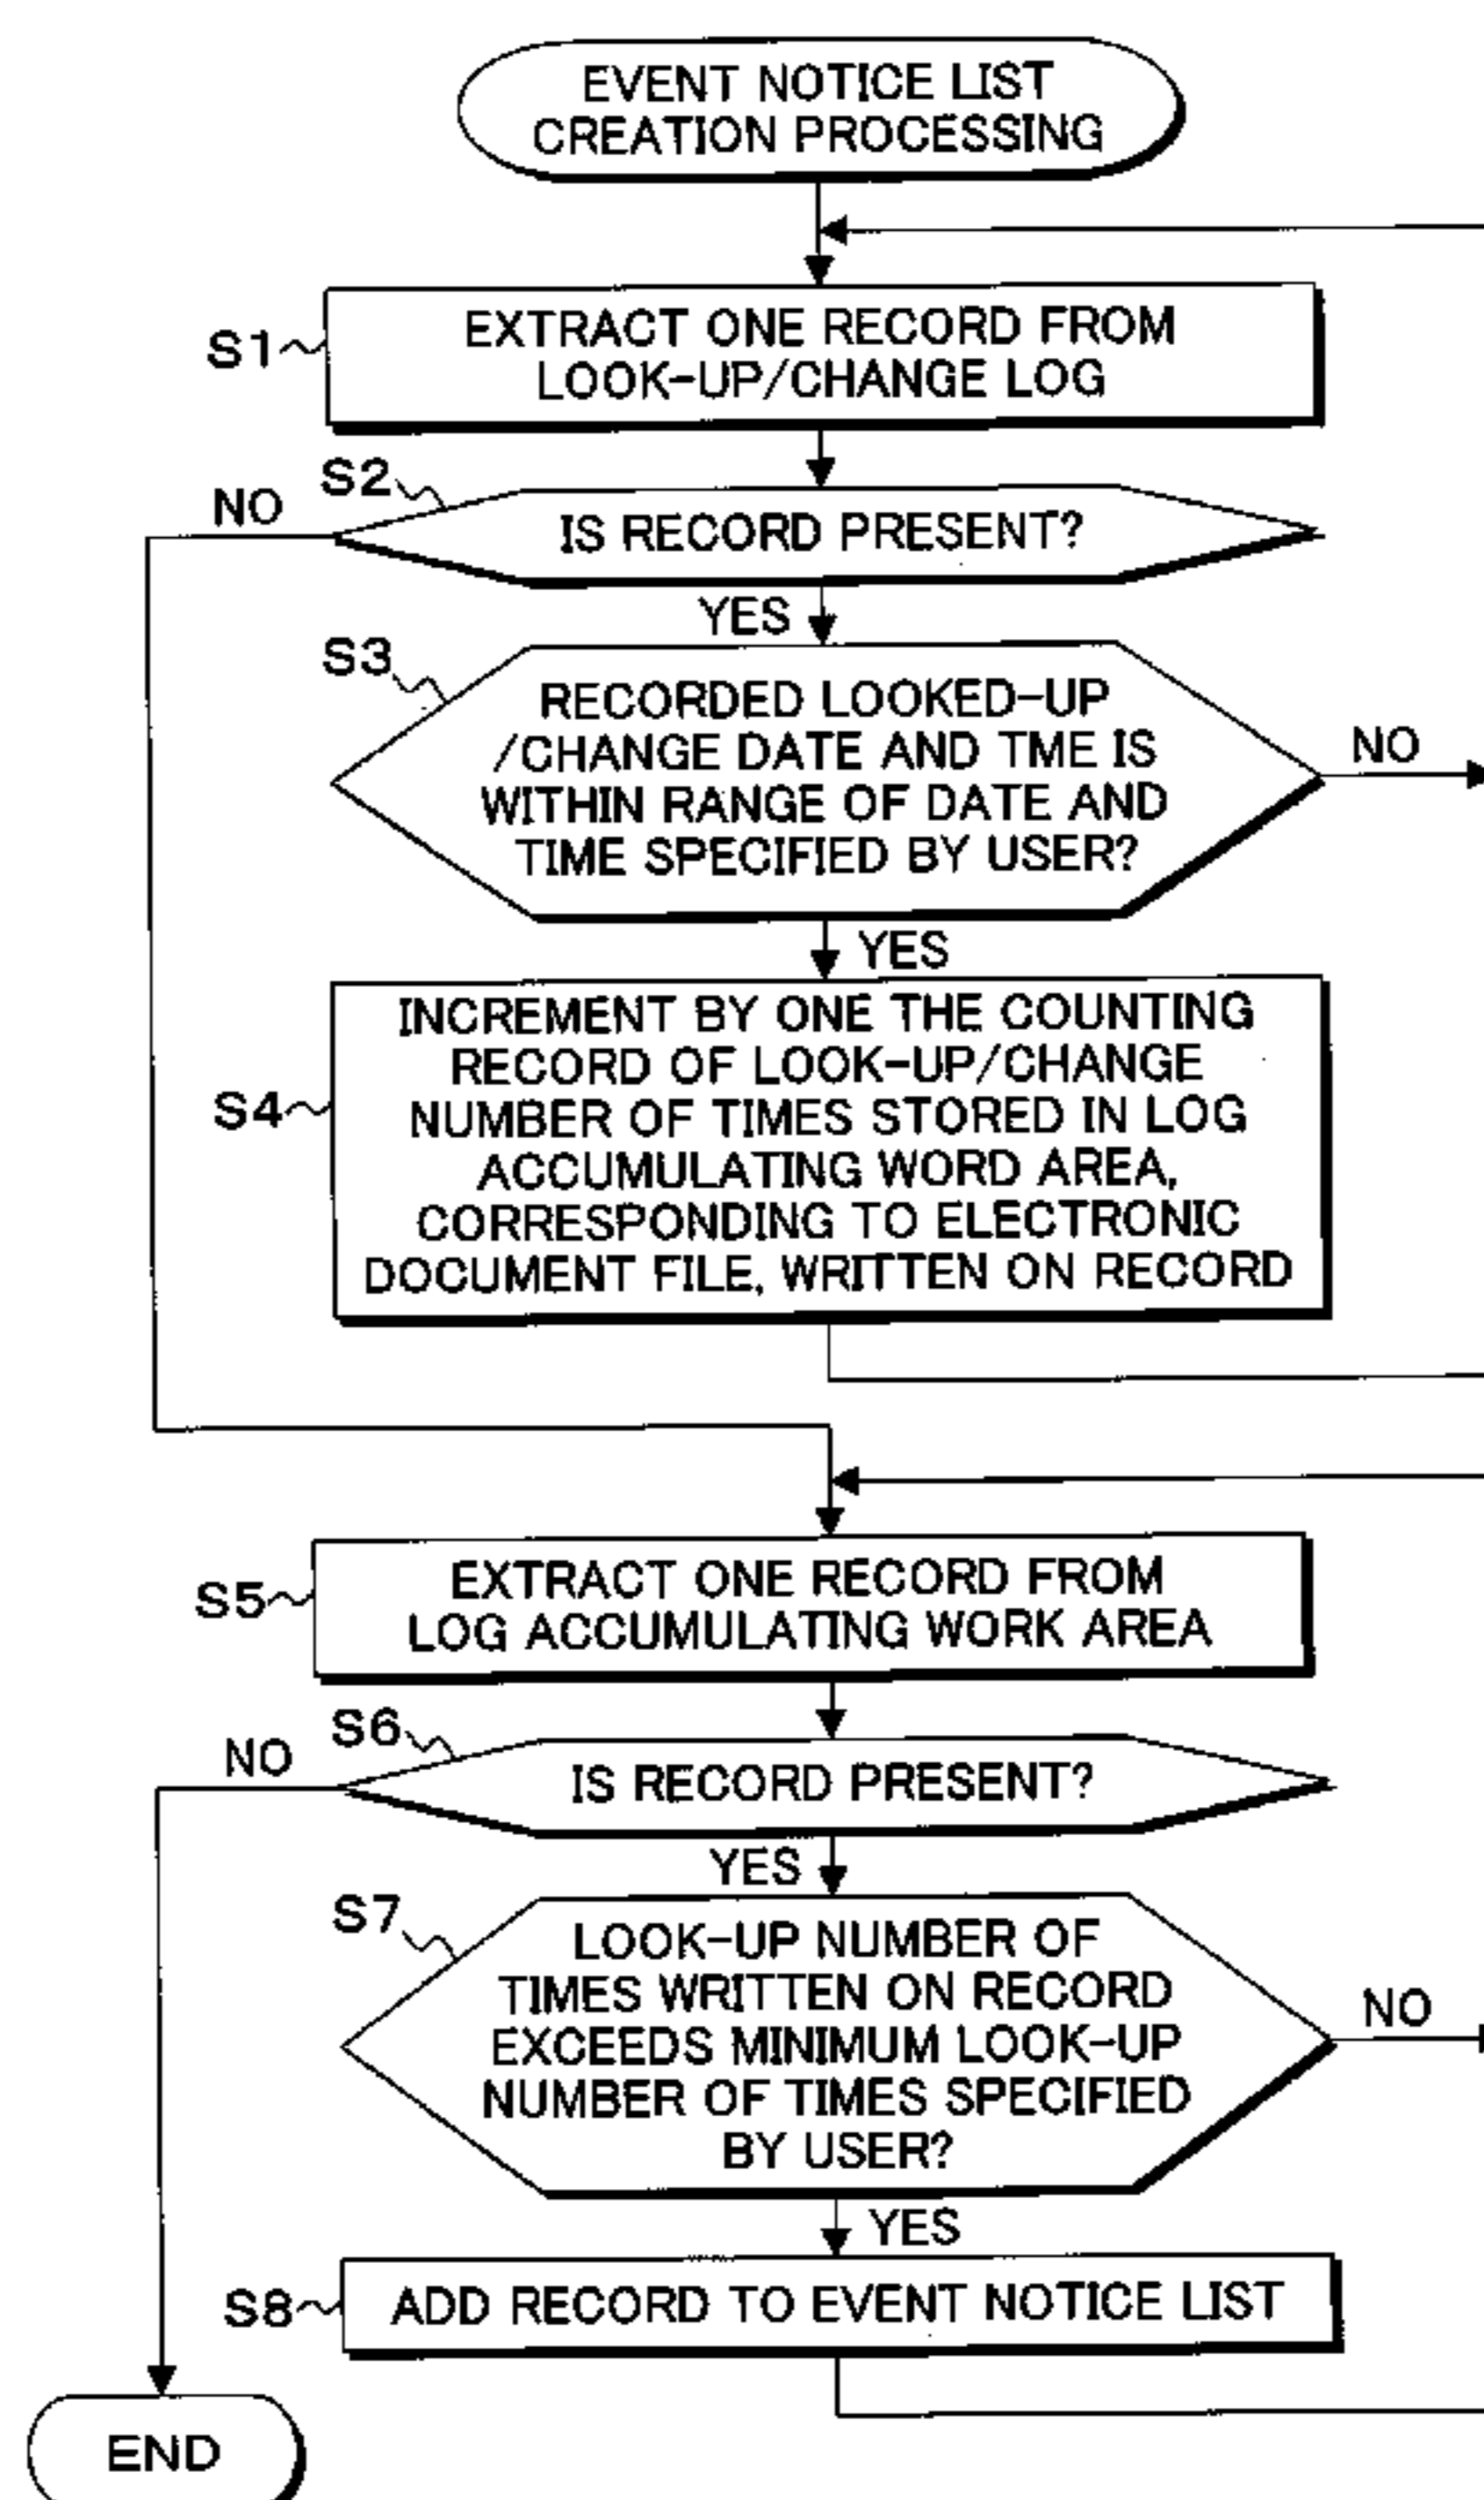 EVENT NOTICE LIST
CREATION PROCESSING
S1
EXTRACT ONE RECORD FROM
LOOK-UP/CHANGE LOG
S2
NO
IS RECORD PRESENT?
YES
S3
RECORDED LOOKED-UP
/CHANGE DATE AND TME IS
WITHIN RANGE OF DATE AND
TIME SPECIFIED BY USER?
NO
YES
S4
INCREMENT BY ONE THE COUNTING
RECORD OF LOOK-UP/CHANGE
NUMBER OF TIMES STORED IN LOG
ACCUMULATING WORD AREA,
CORRESPONDING TO ELECTRONIC
DOCUMENT FILE, WRITTEN ON RECORD
S5
EXTRACT ONE RECORD FROM
LOG ACCUMULATING WORK AREA
S6
NO
IS RECORD PRESENT?
YES
S7
LOOK-UP NUMBER OF
TIMES WRITTEN ON RECORD
EXCEEDS MINIMUM LOOK-UP
NUMBER OF TIMES SPECIFIED
BY USER?
NO
YES
S8
ADD RECORD TO EVENT NOTICE LIST
END